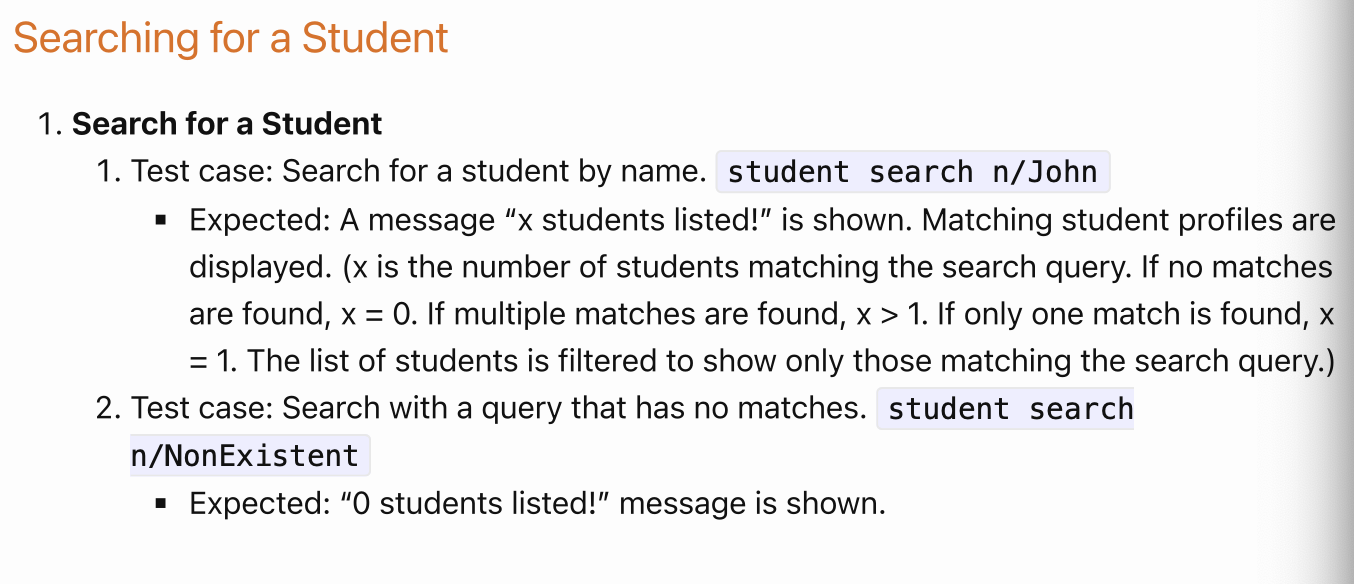 Searching for a Student
1. Search for a Student
1. Test case: Search for a student by name. student search n/John
▪ Expected: A message “x students listed!” is shown. Matching student profiles are
displayed. (x is the number of students matching the search query. If no matches
are found, x = 0. If multiple matches are found, x > 1. If only one match is found, x
= 1. The list of students is filtered to show only those matching the search query.)
2. Test case: Search with a query that has no matches. student search
n/NonExistent
▪ Expected: “0 students listed!” message is shown.